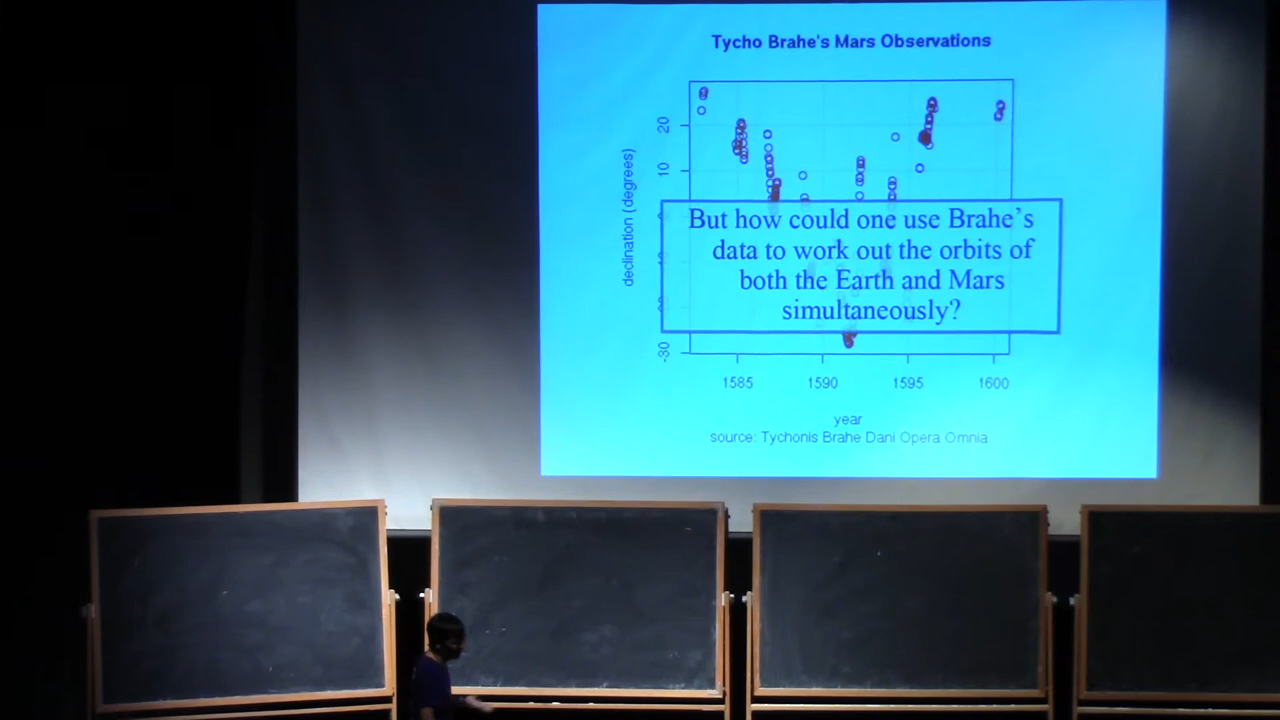 Tycho Brahe's Mars Observations
20
10
declination (degrees)
But how could one use Brahe's
data to work out the orbits of
both the Earth and Mars
simultaneously?
-30
1585 1590 1595 1600
year
source: Tychonis Brahe Dani Opera Omnia